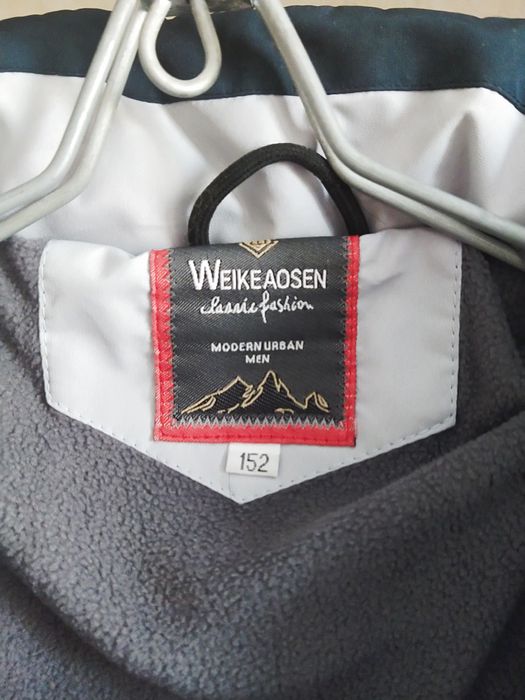 WEIKEAOSEN
classic fashion
MODERN URBAN
MEN
152